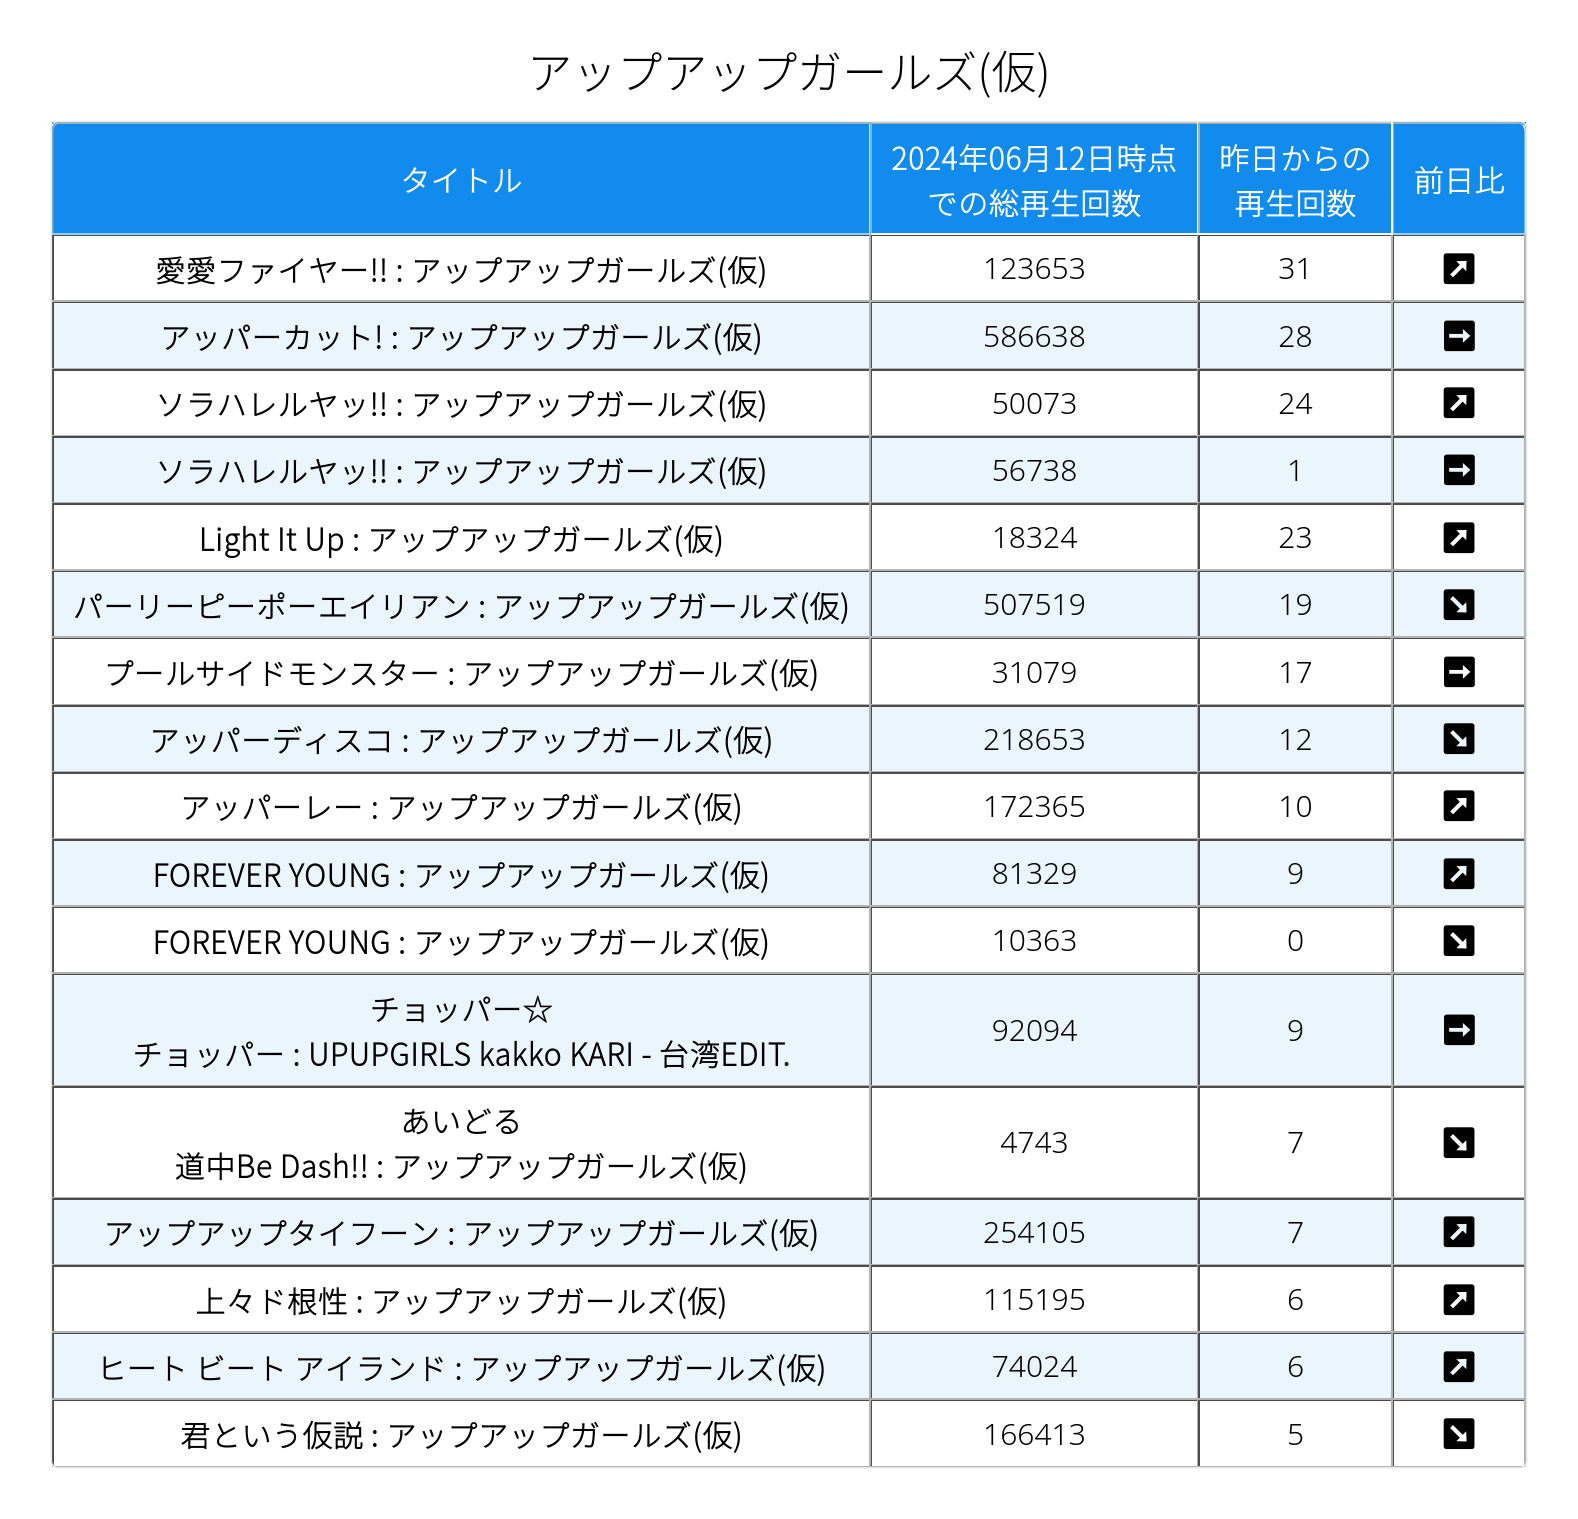 アップアップガールズ(仮)
タイトル 2024年06月12日時点での総再生回数 昨日からの再生回数 前日比
愛愛ファイヤー!! : アップアップガールズ(仮) 123653 31 ↗
アッパーカット! : アップアップガールズ(仮) 586638 28 →
ソラハレルヤッ!! : アップアップガールズ(仮) 50073 24 ↗
ソラハレルヤッ!! : アップアップガールズ(仮) 56738 1 →
Light It Up : アップアップガールズ(仮) 18324 23 ↗
パーリーピーポーエイリアン : アップアップガールズ(仮) 507519 19 ↘
プールサイドモンスター : アップアップガールズ(仮) 31079 17 →
アッパーディスコ : アップアップガールズ(仮) 218653 12 ↘
アッパーレー : アップアップガールズ(仮) 172365 10 ↗
FOREVER YOUNG : アップアップガールズ(仮) 81329 9 ↗
FOREVER YOUNG : アップアップガールズ(仮) 10363 0 ↘
チョッパー☆
チョッパー : UPUPGIRLS kakko KARI - 台湾EDIT. 92094 9 →
あいどる
道中Be Dash!! : アップアップガールズ(仮) 4743 7 ↘
アップアップタイフーン : アップアップガールズ(仮) 254105 7 ↗
上々ド根性 : アップアップガールズ(仮) 115195 6 ↗
ヒート ビート アイランド : アップアップガールズ(仮) 74024 6 ↗
君という仮説 : アップアップガールズ(仮) 166413 5 ↘